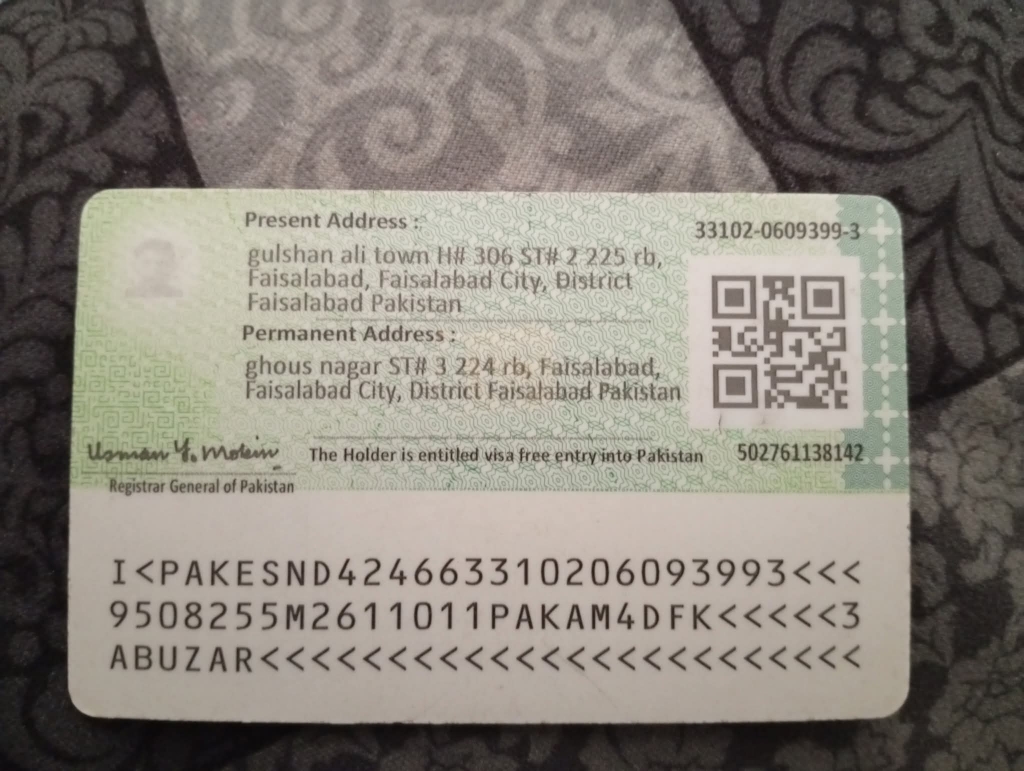 Present Address :
33102-0609399-3
gulshan ali town H# 306 ST# 2 225 rb,
Faisalabad, Faisalabad City, District
Faisalabad Pakistan
Permanent Address :
ghous nagar ST# 3 224 rb, Faisalabad,
Faisalabad City, District Faisalabad Pakistan
Usman Y. Mobin
The Holder is entitled visa free entry into Pakistan
502761138142
Registrar General of Pakistan
I<PAKESND424663310206093993<<<
9508255M2611011PAKAM4DFK<<<<<3
ABUZAR<<<<<<<<<<<<<<<<<<<<<<<<